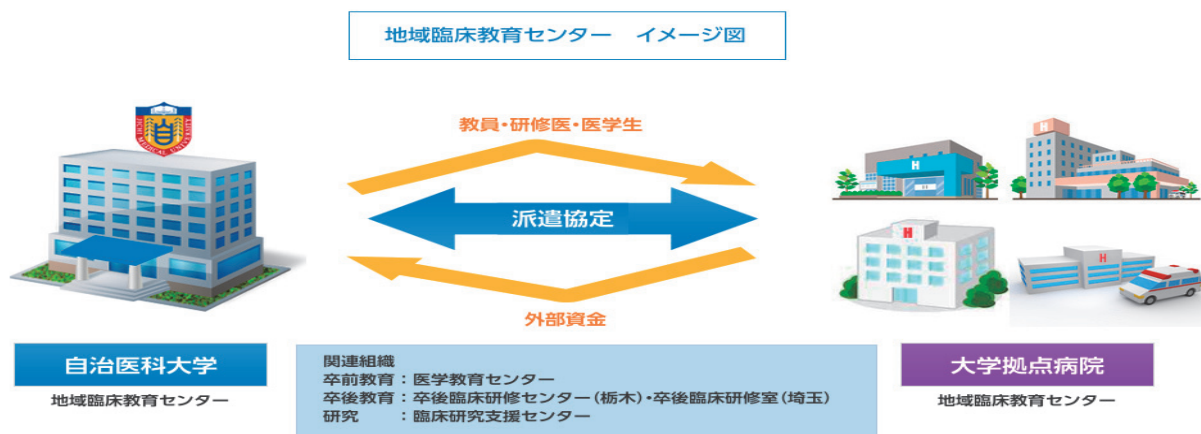 地域臨床教育センター　イメージ図
JICHI MEDICAL UNIVERSITY
教員・研修医・医学生
派遣協定
外部資金
H
H
H
H
H
自治医科大学
地域臨床教育センター
関連組織
卒前教育：医学教育センター
卒後教育：卒後臨床研修センター(栃木)・卒後臨床研修室(埼玉)
研究　　：臨床研究支援センター
大学拠点病院
地域臨床教育センター